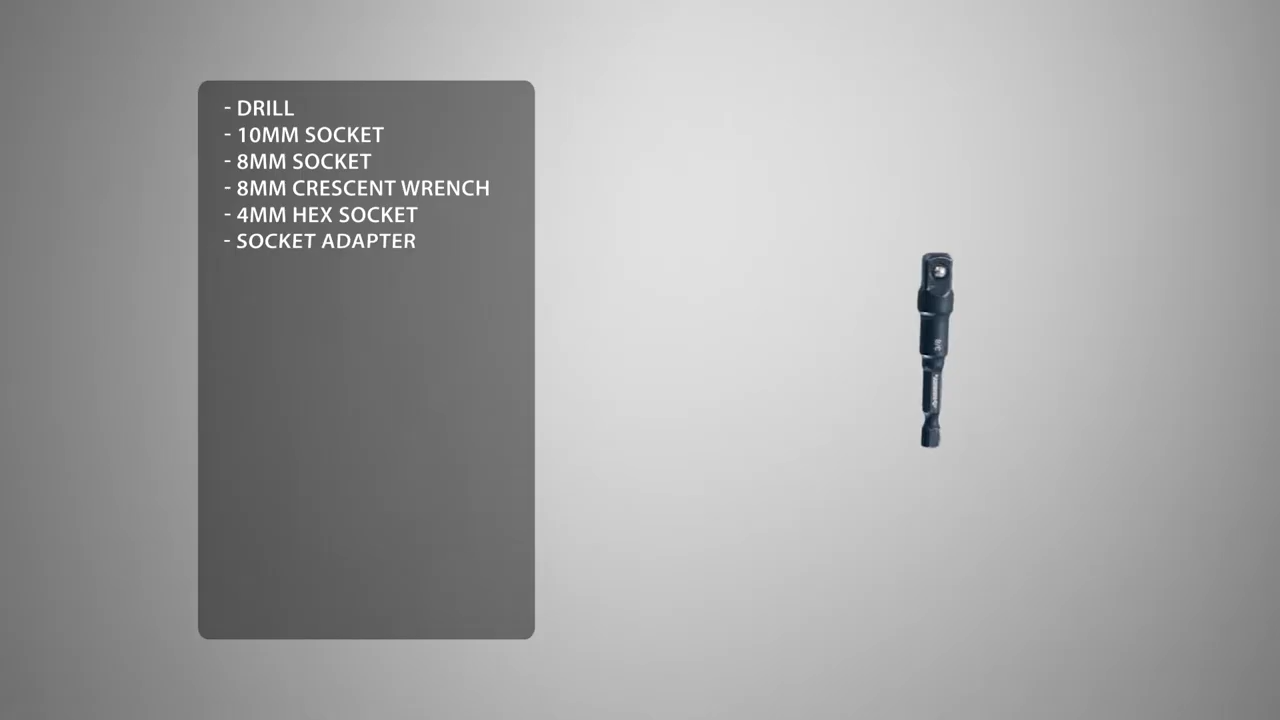 - DRILL
- 10MM SOCKET
- 8MM SOCKET
- 8MM CRESCENT WRENCH
- 4MM HEX SOCKET
- SOCKET ADAPTER